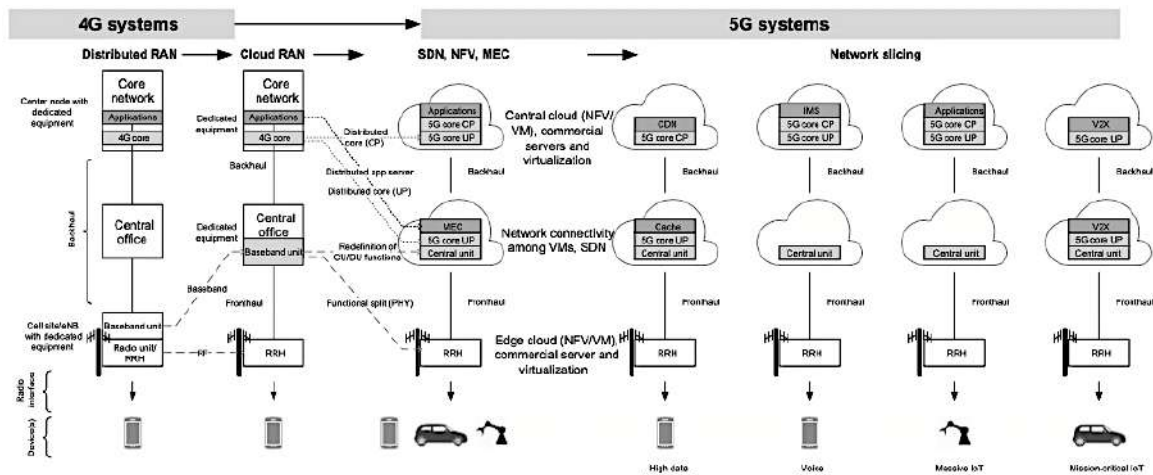 4G systems
5G systems
Distributed RAN
Cloud RAN
SDN, NFV, MEC
Network slicing
Center node with
dedicated
equipment
Core
network
Applications
4G core
Dedicated
equipment
Core
network
Applications
4G core
Distributed
core (CP)
Applications
5G core CP
5G core UP
Central cloud (NFV/
VM), commercial
servers and
virtualization
CDN
5G core UP
IMS
5G core CP
5G core UP
Applications
5G core CP
5G core UP
V2X
5G core UP
Backhaul
Backhaul
Distributed app server
Distributed core (UP)
Backhaul
Backhaul
Backhaul
Backhaul
Backhaul
Central
office
Dedicated
equipment
Central
office
Baseband unit
Redefinition of
CU/DU functions
MEC
5G core UP
Central unit
Network connectivity
among VMs, SDN
Cache
5G core UP
Central unit
Central unit
Central unit
V2X
5G core UP
Central unit
Baseband
Fronthaul
Functional split (PHY)
Fronthaul
Fronthaul
Fronthaul
Fronthaul
Fronthaul
Cell site/eNB
with dedicated
equipment
Baseband unit
Radio unit/
RRH
RF
RRH
RRH
Edge cloud (NFV/VM),
commercial server and
virtualization
RRH
RRH
RRH
RRH
Radio
interface
Device(s)
High data
Voice
Massive IoT
Mission-critical IoT